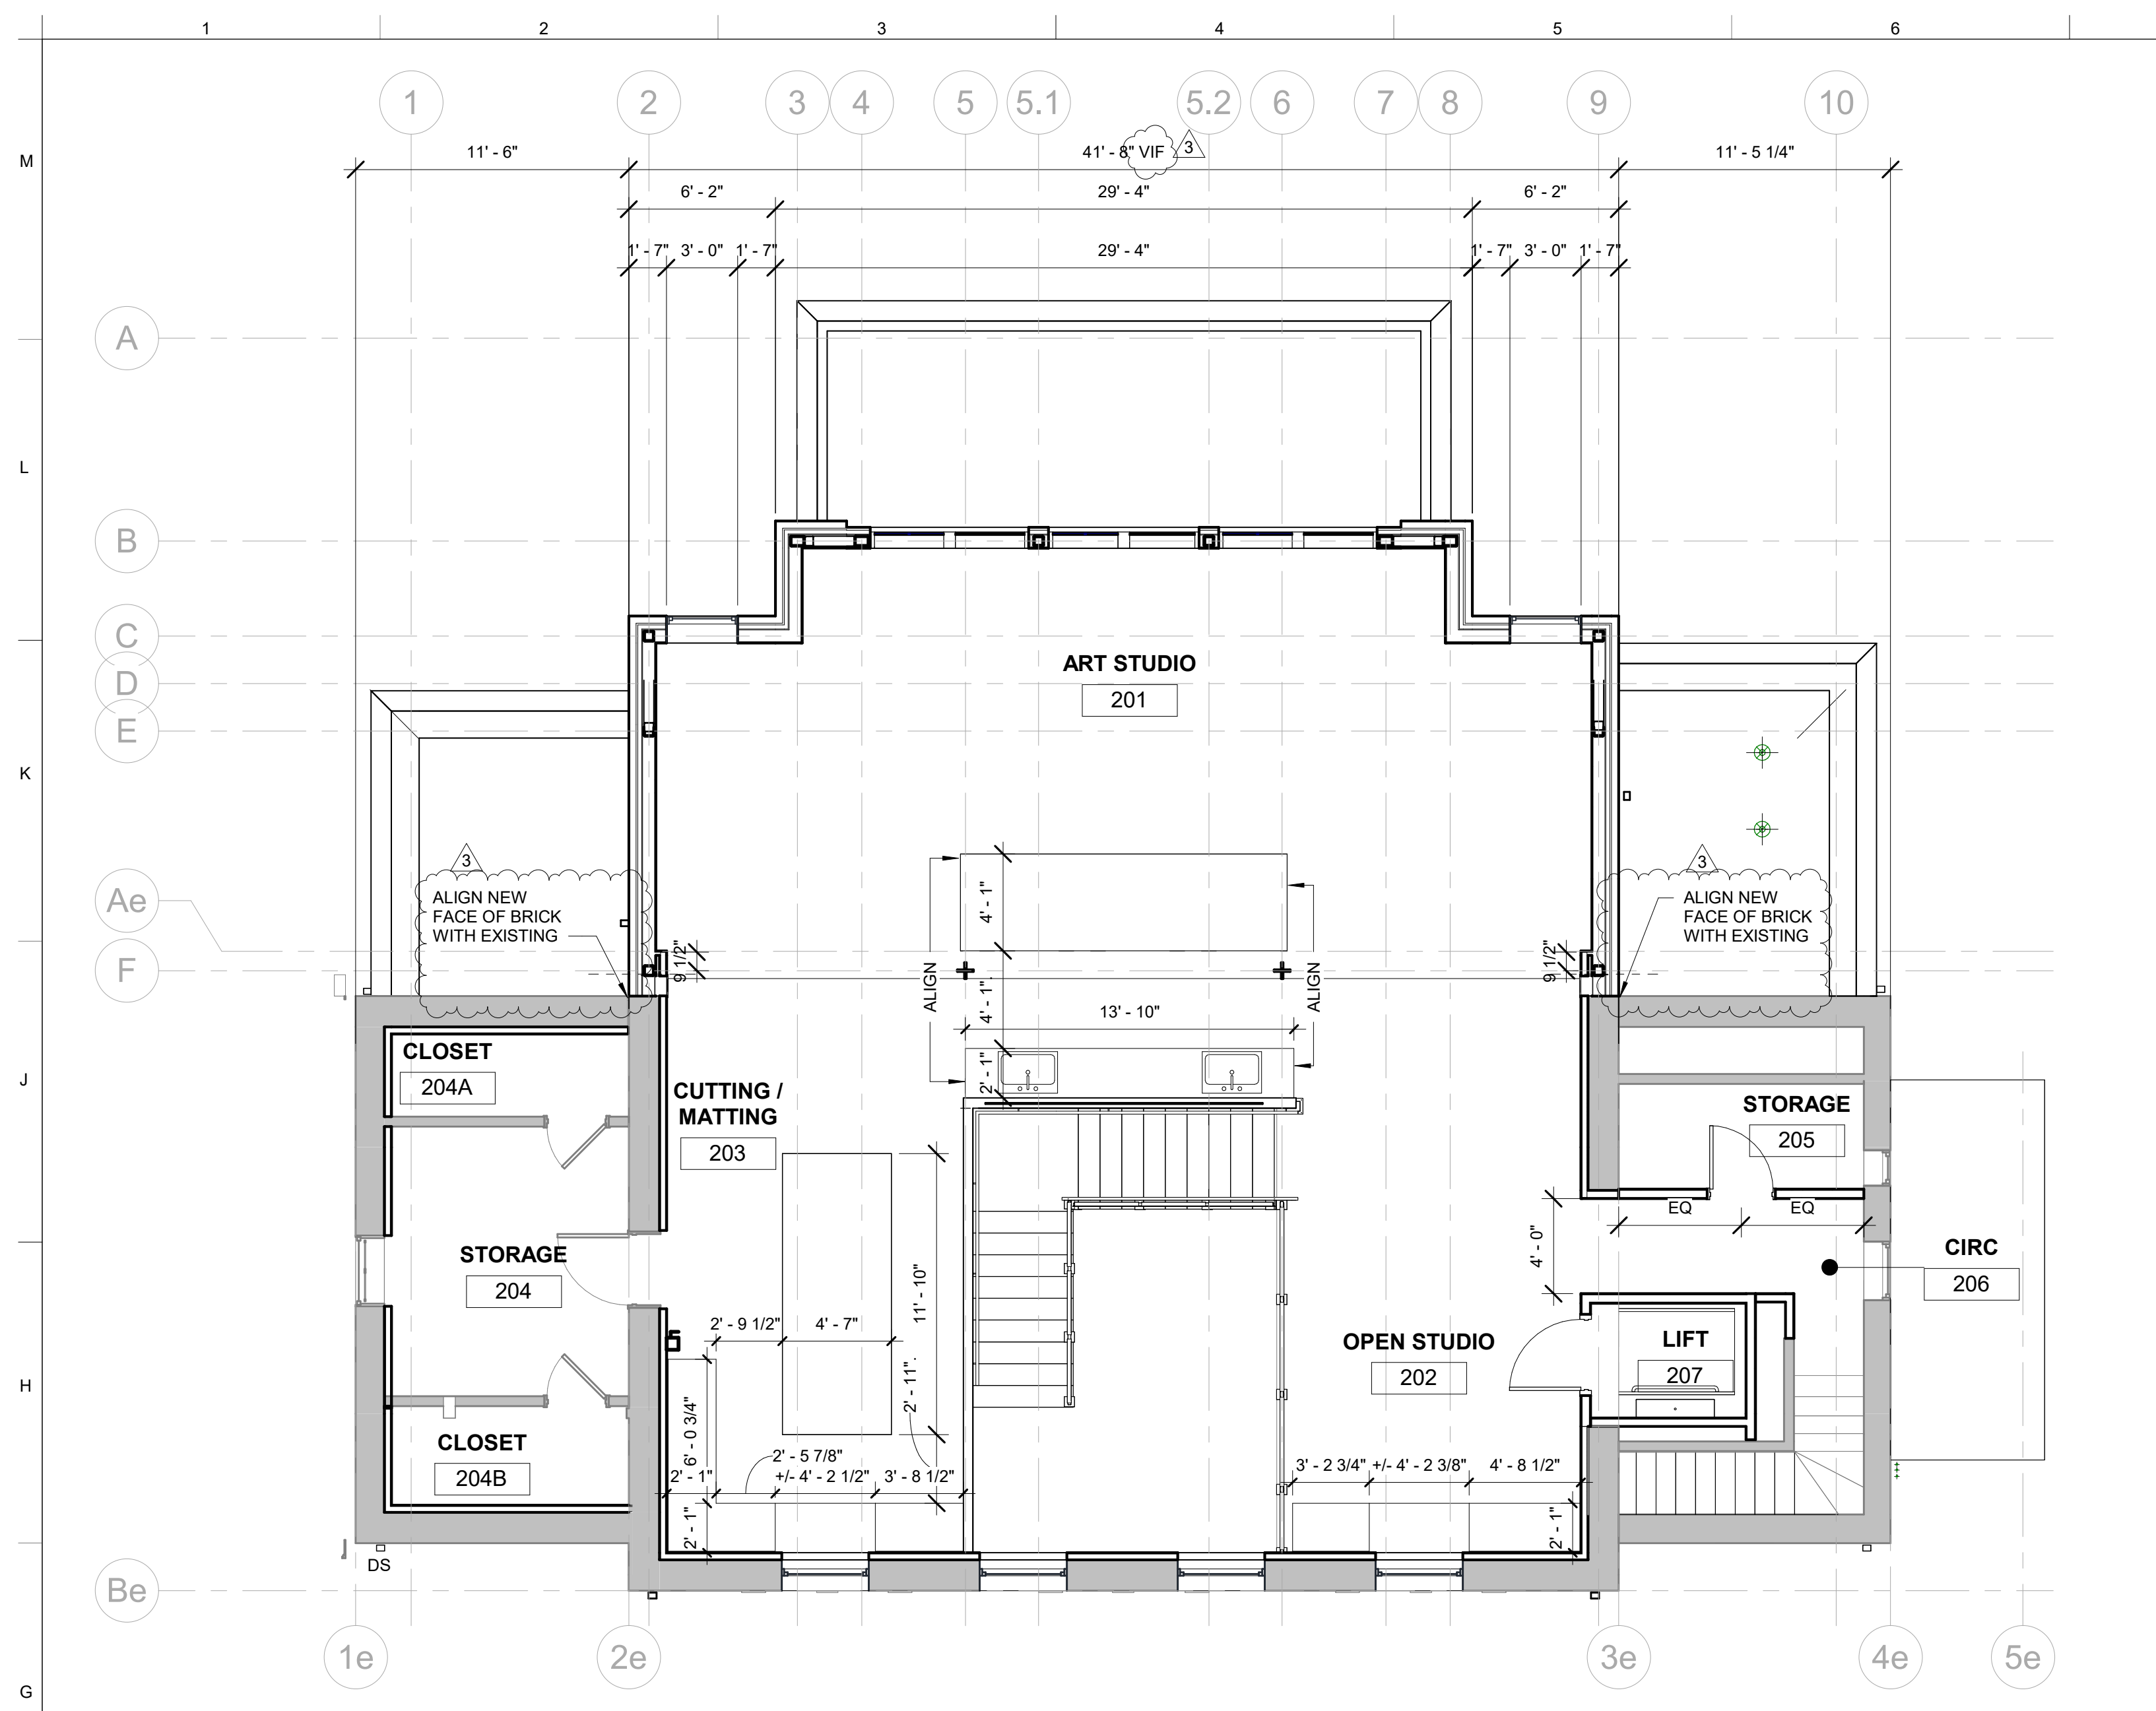 1 2 3 4 5 6
1 2 3 4 5 5.1 5.2 6 7 8 9 10
M
11' - 6" 41' - 8" VIF 3 11' - 5 1/4"
6' - 2" 29' - 4" 6' - 2"
1' - 7" 3' - 0" 1' - 7" 29' - 4" 1' - 7" 3' - 0" 1' - 7"
A
L
B
C
ART STUDIO
D
201
E
K
3
3
ALIGN NEW
FACE OF BRICK
WITH EXISTING
ALIGN NEW
FACE OF BRICK
WITH EXISTING
Ae
4' - 1"
9 1/2"
9 1/2"
F
ALIGN
ALIGN
4' - 1"
13' - 10"
2' - 1"
CLOSET
204A
J
CUTTING /
MATTING
203
STORAGE
205
EQ EQ
4' - 0"
STORAGE
204
CIRC
206
11' - 10"
2' - 9 1/2" 4' - 7"
OPEN STUDIO
202
LIFT
207
H
2' - 11"
6' - 0 3/4"
CLOSET
204B
2' - 5 7/8"
2' - 1" +/- 4' - 2 1/2" 3' - 8 1/2"
3' - 2 3/4" +/- 4' - 2 3/8" 4' - 8 1/2"
2' - 1"
2' - 1"
DS
Be
1e 2e 3e 4e 5e
G